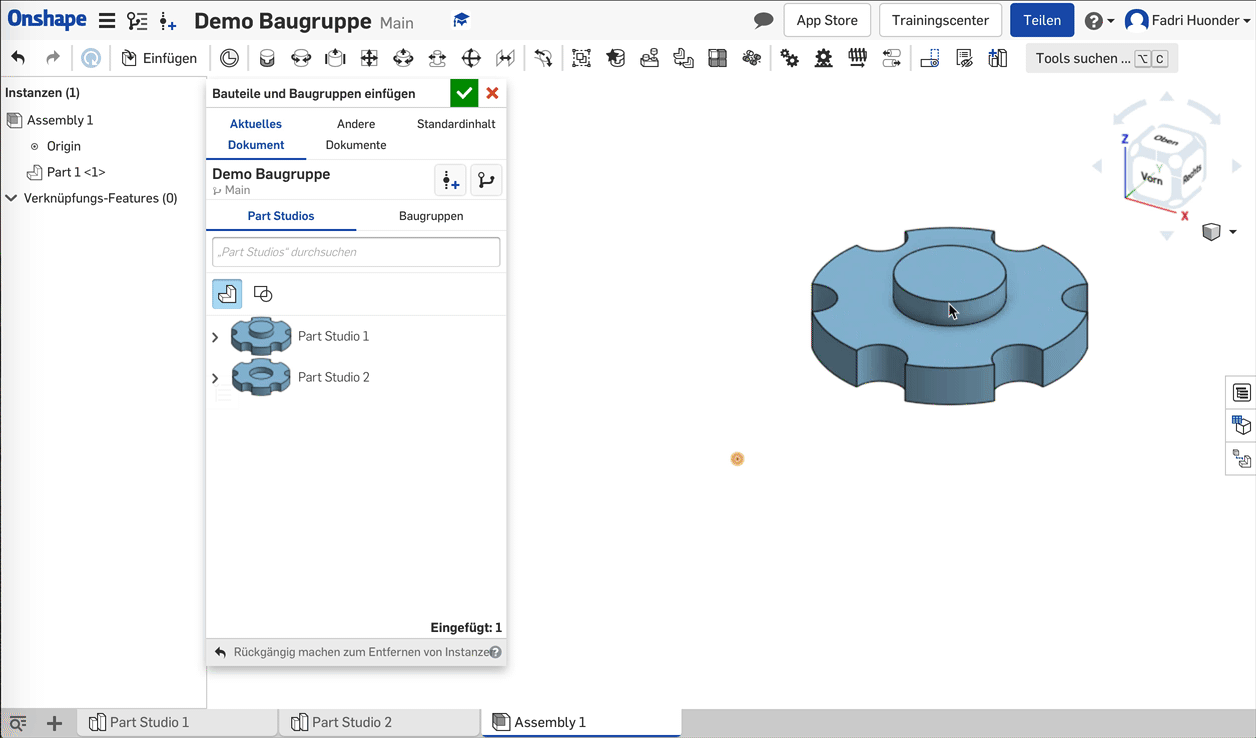 Onshape
Demo Baugruppe Main
App Store
Trainingscenter
Teilen
Fadri Huonder
Einfügen
Tools suchen ... ⌥ C
Instanzen (1)
Assembly 1
Origin
Part 1 <1>
Verknüpfungs-Features (0)
Bauteile und Baugruppen einfügen
Aktuelles
Dokument
Andere
Dokumente
Standardinhalt
Demo Baugruppe
Main
Part Studios
Baugruppen
„Part Studios“ durchsuchen
Part Studio 1
Part Studio 2
Eingefügt: 1
Rückgängig machen zum Entfernen von Instanze
Z
Oben
Y
Vorn
Rechts
X
Part Studio 1
Part Studio 2
Assembly 1